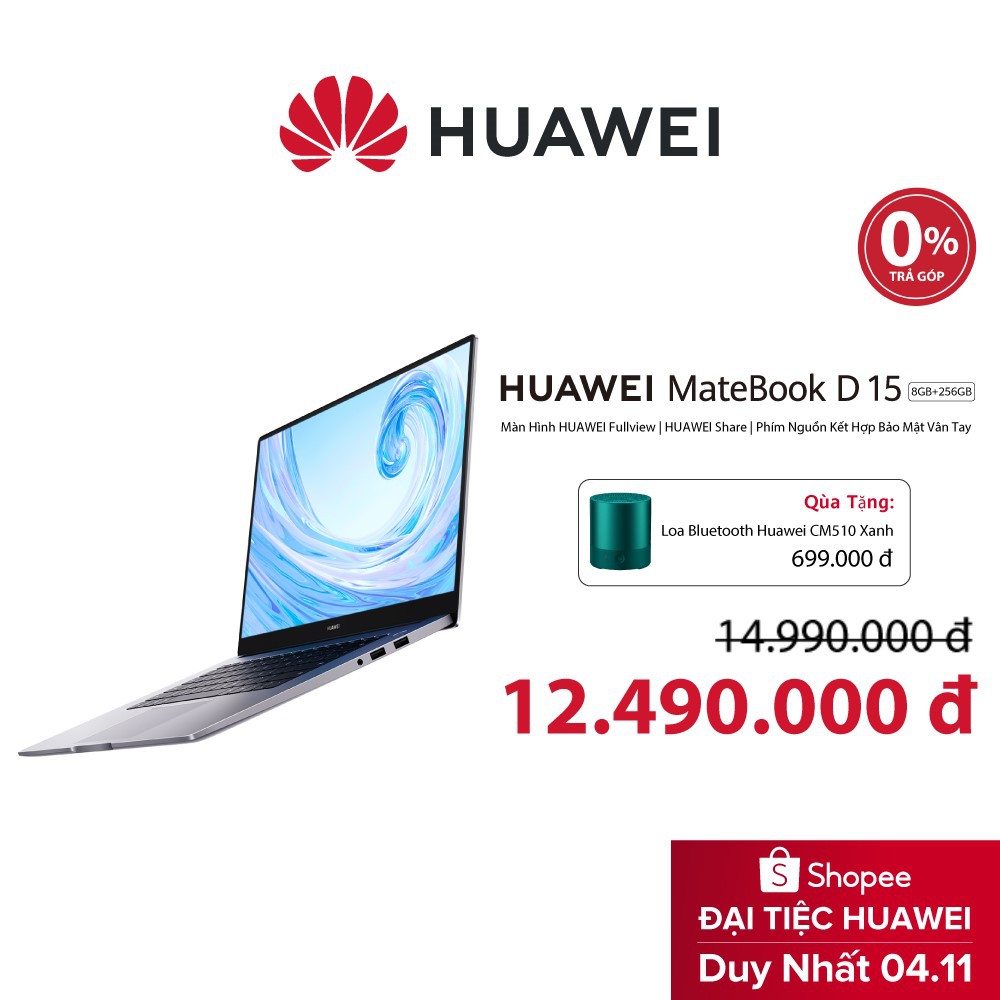 HUAWEI
0%
TRẢ GÓP
HUAWEI MateBook D 15 8GB+256GB
Màn Hình HUAWEI Fullview | HUAWEI Share | Phím Nguồn Kết Hợp Bảo Mật Vân Tay
HUAWEI
Qùa Tặng:
Loa Bluetooth Huawei CM510 Xanh
699.000 đ
14.990.000 đ
12.490.000 đ
S Shopee
ĐẠI TIỆC HUAWEI
Duy Nhất 04.11